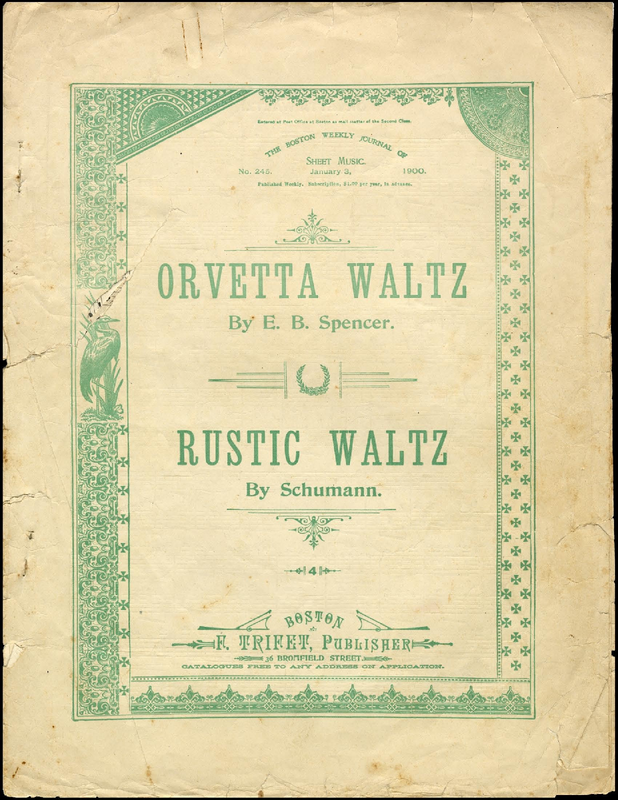 Entered at Post Office at Boston as mail matter of the Second Class.
THE BOSTON WEEKLY JOURNAL OF
SHEET MUSIC.
No. 245. January 3, 1900.
Published Weekly. Subscription, $4.00 per year, in advance.
ORVETTA WALTZ
By E. B. Spencer.
RUSTIC WALTZ
By Schumann.
4
BOSTON
F. TRIFET, PUBLISHER
36 BROMFIELD STREET.
CATALOGUES FREE TO ANY ADDRESS ON APPLICATION.